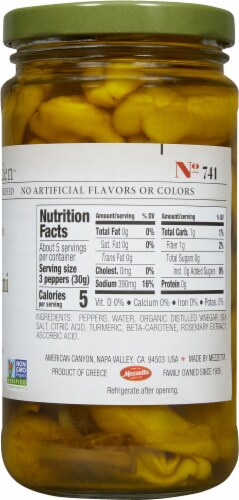 Nº 741
NO ARTIFICIAL FLAVORS OR COLORS
Nutrition Facts
About 5 servings per container
Serving size
3 peppers (30g)
Calories 5
per serving
Amount/serving % DV
Total Fat 0g 0%
Sat. Fat 0g 0%
Trans Fat 0g
Cholest. 0mg 0%
Sodium 390mg 16%
Amount/serving % DV
Total Carb. 1g 1%
Fiber 1g 2%
Total Sugars 0g
Incl. 0g Added Sugars 0%
Protein 0g
Vit. D 0% • Calcium 0% • Iron 0% • Potas. 0%
INGREDIENTS: PEPPERS, WATER, ORGANIC DISTILLED VINEGAR, SEA
SALT, CITRIC ACID, TURMERIC, BETA-CAROTENE, ROSEMARY EXTRACT,
ASCORBIC ACID.
AMERICAN CANYON, NAPA VALLEY, CA 94503 USA ★ MADE BY MEZZETTA
PRODUCT OF GREECE Mezzetta FAMILY OWNED SINCE 1935
Refrigerate after opening.
NON GMO